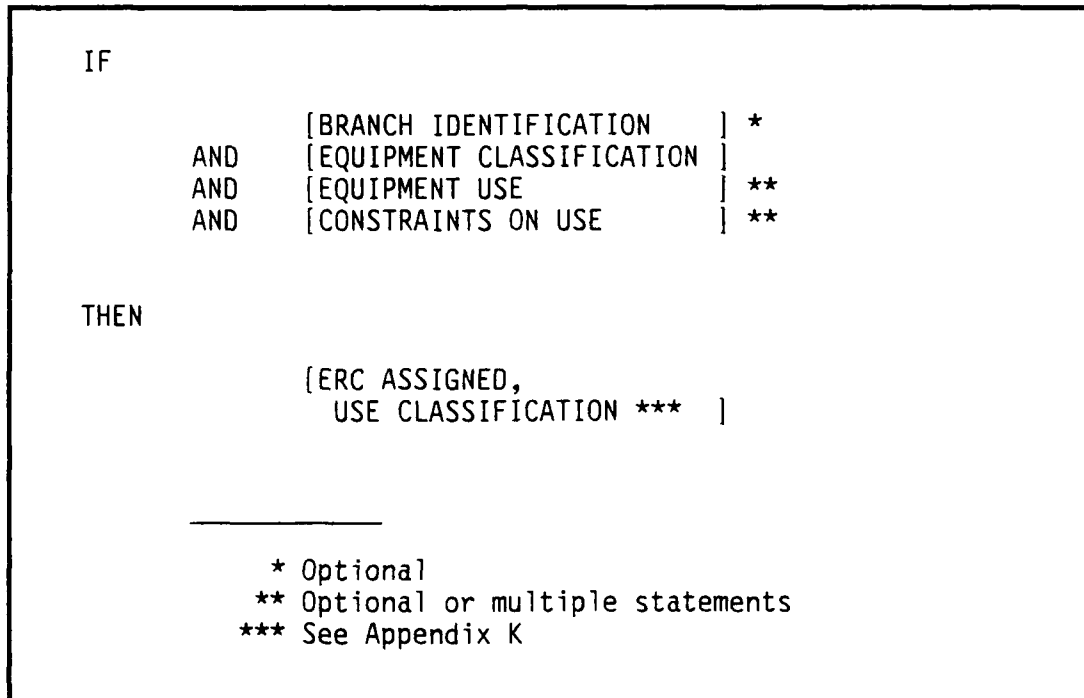 IF
[BRANCH IDENTIFICATION ] *
AND [EQUIPMENT CLASSIFICATION ]
AND [EQUIPMENT USE ] **
AND [CONSTRAINTS ON USE ] **
THEN
[ERC ASSIGNED,
USE CLASSIFICATION *** ]
* Optional
** Optional or multiple statements
*** See Appendix K